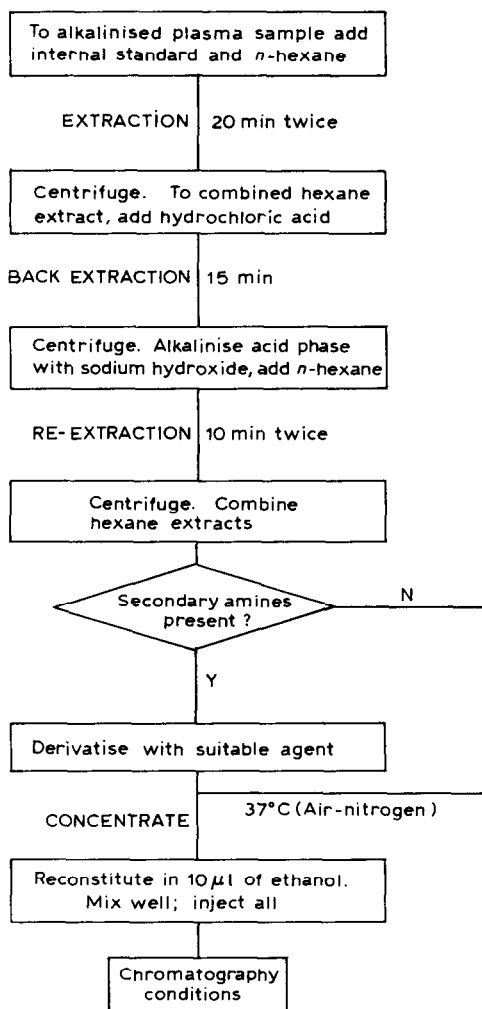 To alkalinised plasma sample add
internal standard and n-hexane
EXTRACTION 20 min twice
Centrifuge. To combined hexane
extract, add hydrochloric acid
BACK EXTRACTION 15 min
Centrifuge. Alkalinise acid phase
with sodium hydroxide, add n-hexane
RE-EXTRACTION 10 min twice
Centrifuge. Combine
hexane extracts
Secondary amines
present ?
N
Y
Derivatise with suitable agent
37°C (Air-nitrogen)
CONCENTRATE
Reconstitute in 10 µl of ethanol.
Mix well; inject all
Chromatography
conditions